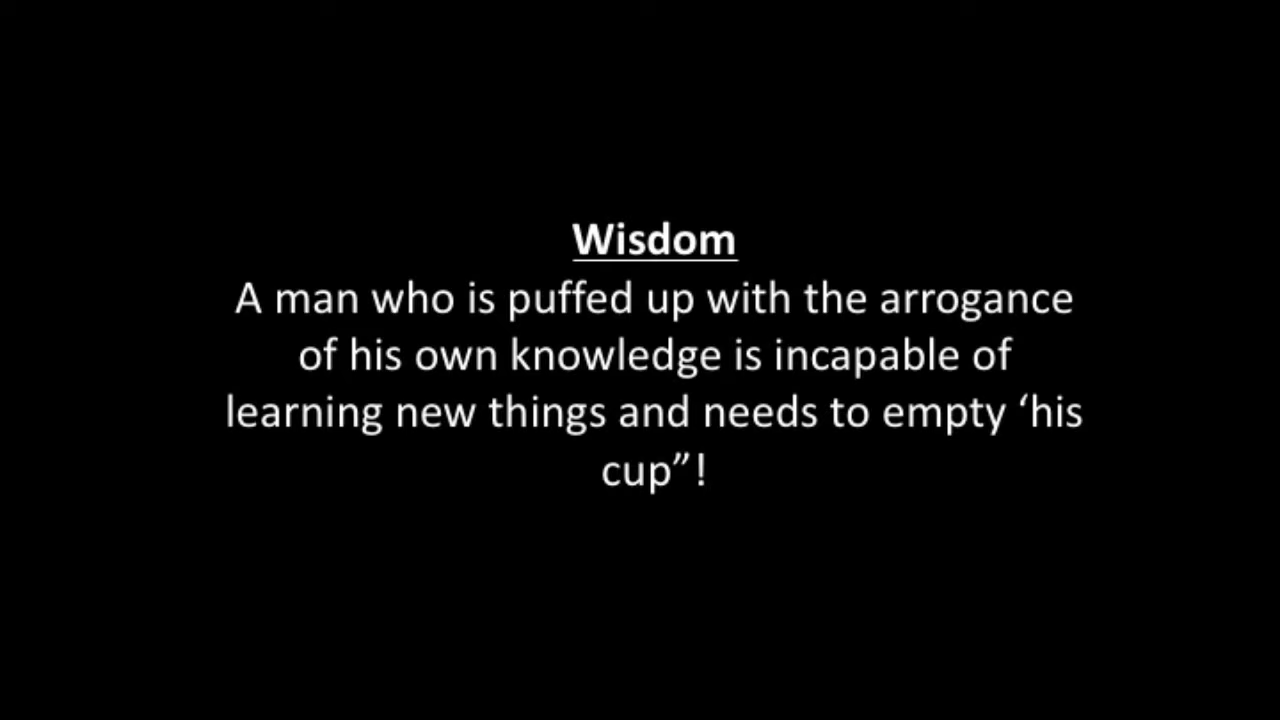 Wisdom
A man who is puffed up with the arrogance
of his own knowledge is incapable of
learning new things and needs to empty ‘his
cup”!